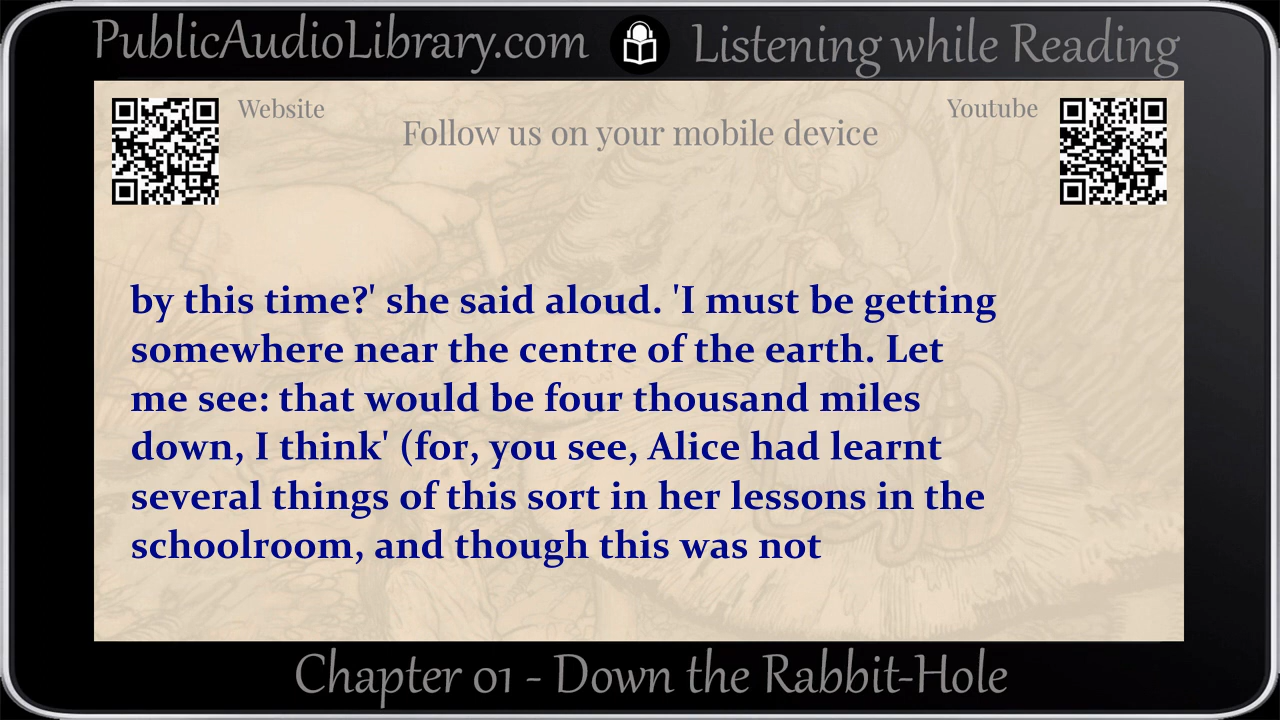 PublicAudioLibrary.com
Listening while Reading
Website
Youtube
Follow us on your mobile device
by this time?' she said aloud. 'I must be getting
somewhere near the centre of the earth. Let
me see: that would be four thousand miles
down, I think' (for, you see, Alice had learnt
several things of this sort in her lessons in the
schoolroom, and though this was not
Chapter 01 - Down the Rabbit-Hole